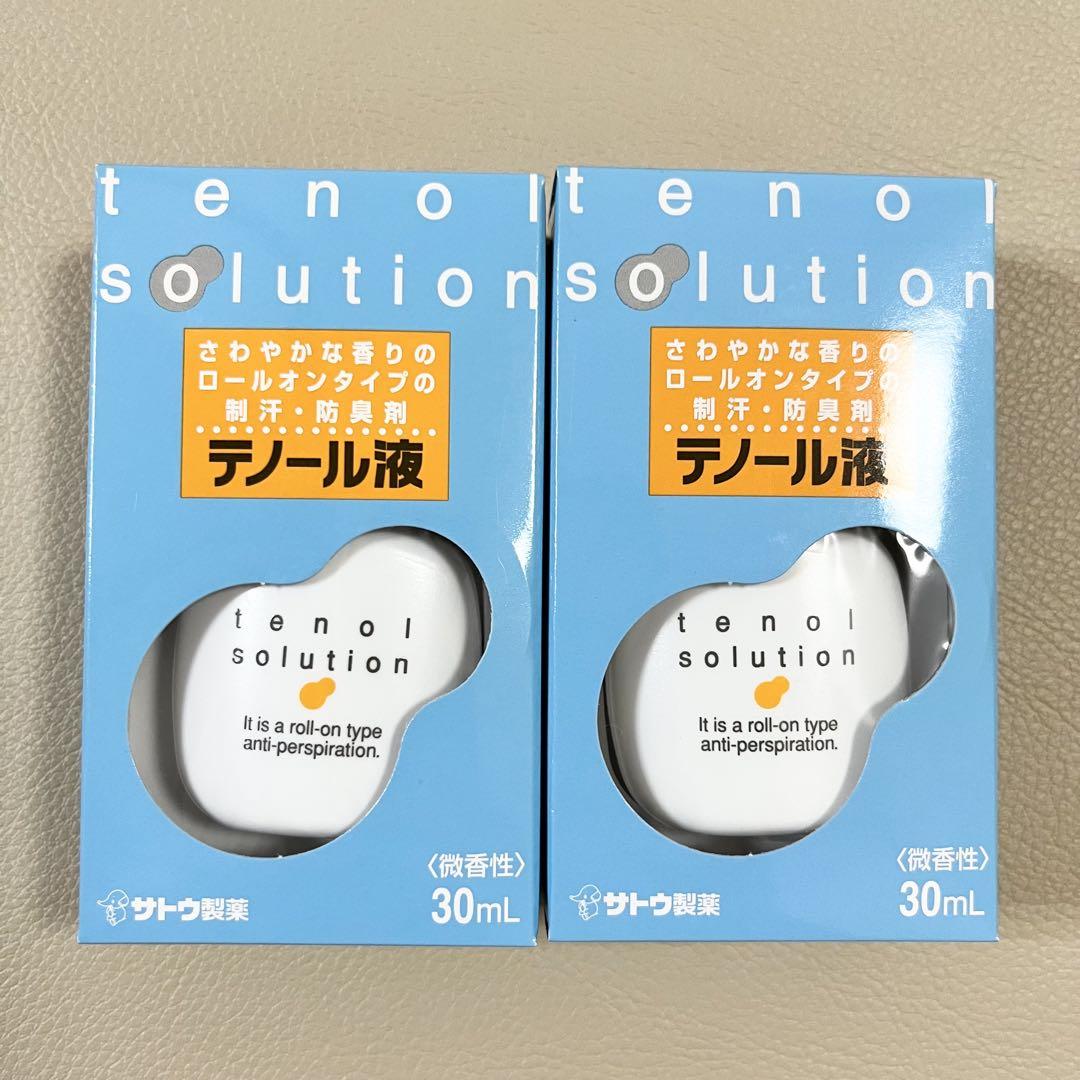 tenol
solution
さわやかな香りの
ロールオンタイプの
制汗・防臭剤
テノール液
tenol
solution
It is a roll-on type
anti-perspiration.
〈微香性〉
サトウ製薬
30mL
tenol
solution
さわやかな香りの
ロールオンタイプの
制汗・防臭剤
テノール液
tenol
solution
It is a roll-on type
anti-perspiration.
〈微香性〉
サトウ製薬
30mL